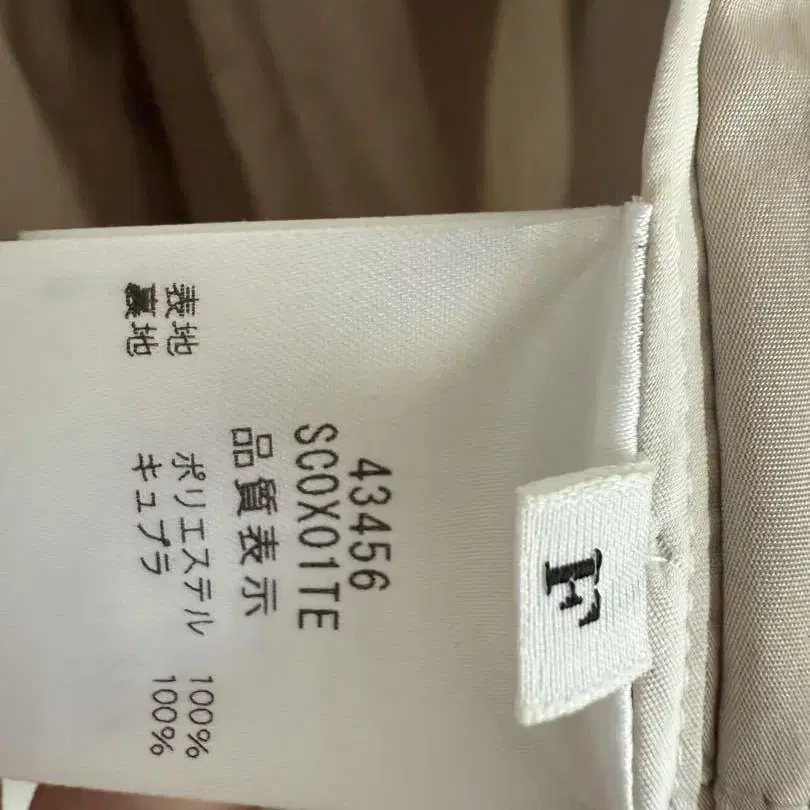 F
43456
SCOX01TE
品質表示
表地 ポリエステル 100%
裏地 キュプラ 100%